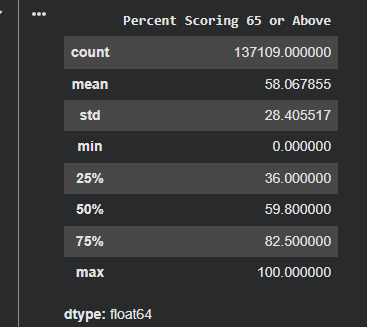 ...
Percent Scoring 65 or Above
count 137109.000000
mean 58.067855
std 28.405517
min 0.000000
25% 36.000000
50% 59.800000
75% 82.500000
max 100.000000
dtype: float64